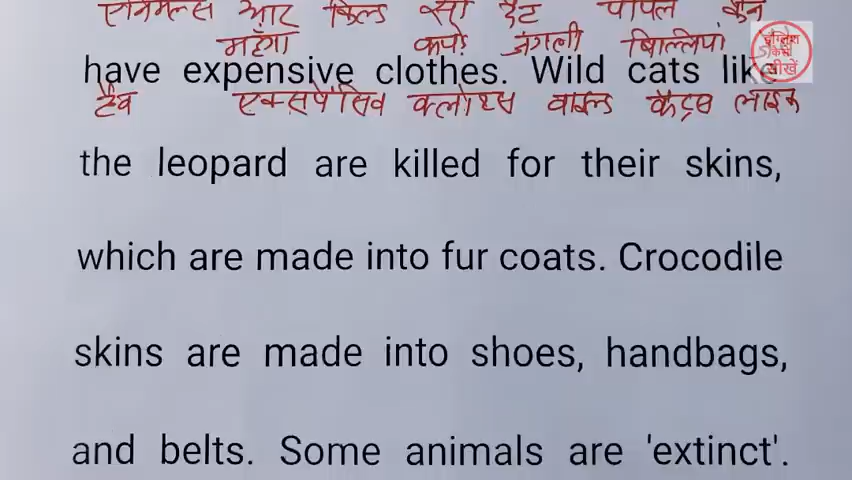 एनिमल्स आर किल्ड सो दैट पीपल कैन
महँगा कपड़े जंगली बिल्लियां
have expensive clothes. Wild cats like
हैव एक्सपेंसिव क्लोथ्स वाइल्ड कैट्स लाइक
the leopard are killed for their skins,
which are made into fur coats. Crocodile
skins are made into shoes, handbags,
and belts. Some animals are 'extinct'.